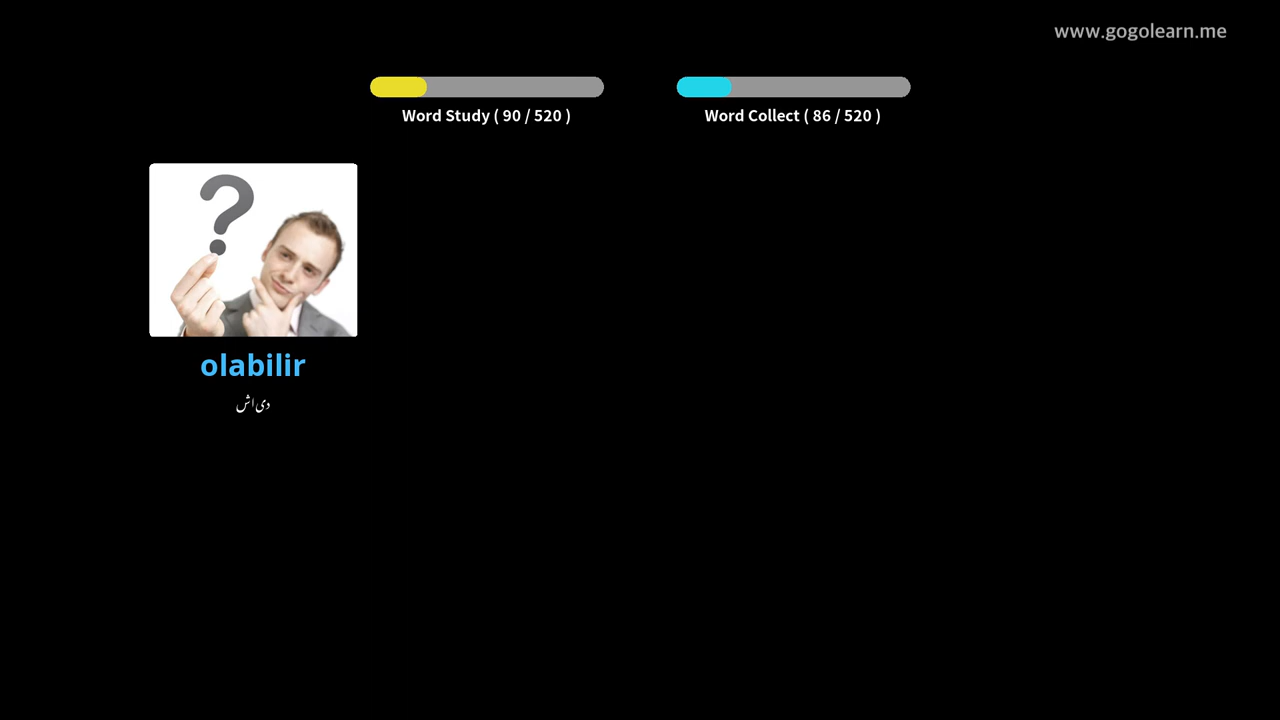 www.gogolearn.me
Word Study ( 90 / 520 )
Word Collect ( 86 / 520 )
olabilir
دی اش